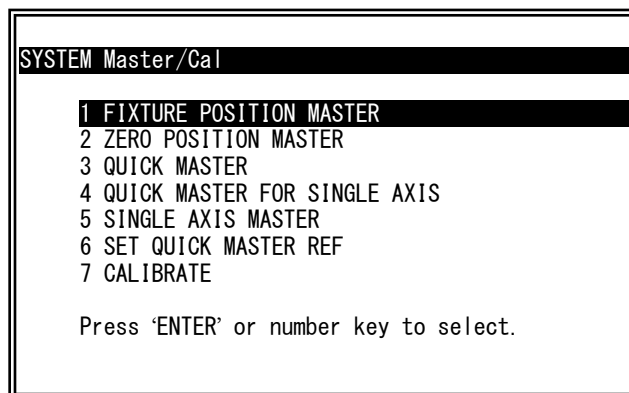 SYSTEM Master/Cal
1 FIXTURE POSITION MASTER
2 ZERO POSITION MASTER
3 QUICK MASTER
4 QUICK MASTER FOR SINGLE AXIS
5 SINGLE AXIS MASTER
6 SET QUICK MASTER REF
7 CALIBRATE
Press ‘ENTER’ or number key to select.